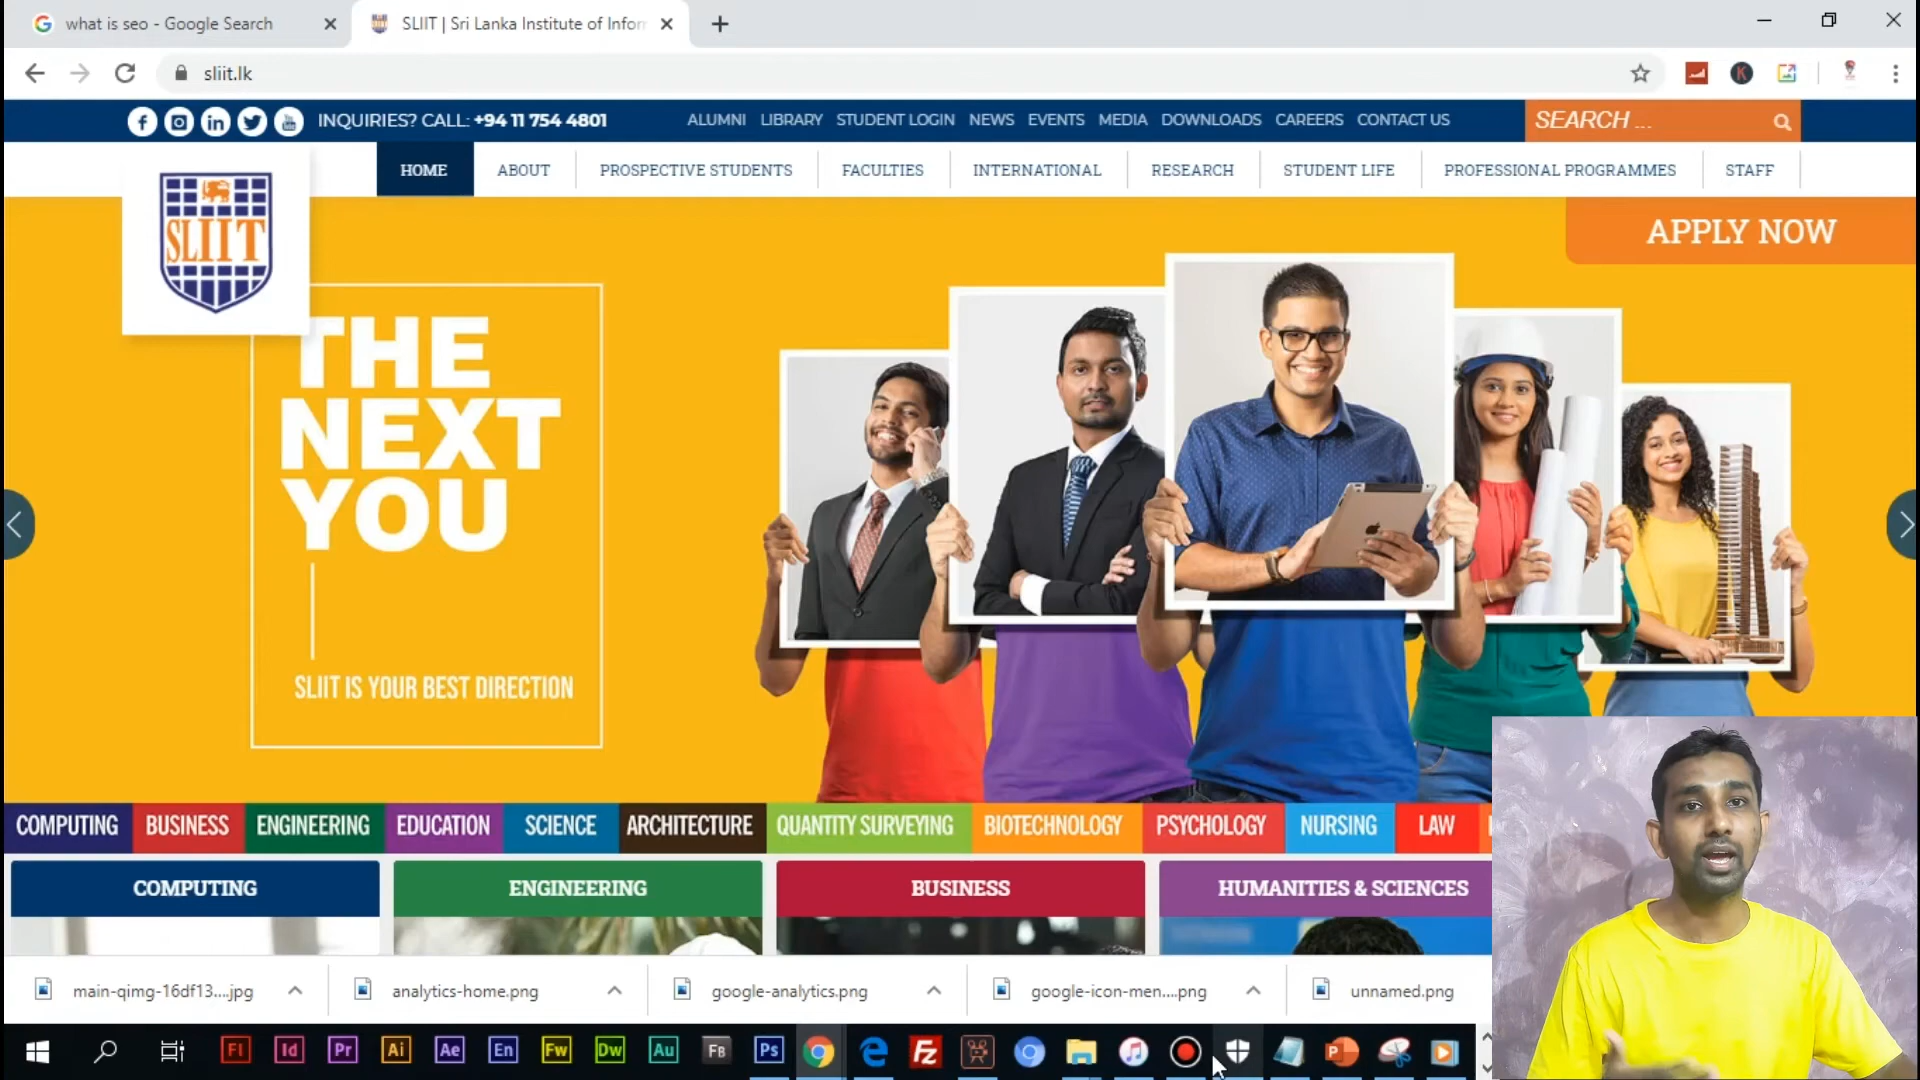 what is seo - Google Search
SLIIT | Sri Lanka Institute of Infor
sliit.lk
INQUIRIES? CALL: +94 11 754 4801
ALUMNI LIBRARY STUDENT LOGIN NEWS EVENTS MEDIA DOWNLOADS CAREERS CONTACT US
SEARCH ...
HOME ABOUT PROSPECTIVE STUDENTS FACULTIES INTERNATIONAL RESEARCH STUDENT LIFE PROFESSIONAL PROGRAMMES STAFF
SLIIT
APPLY NOW
THE
NEXT
YOU
SLIIT IS YOUR BEST DIRECTION
COMPUTING BUSINESS ENGINEERING EDUCATION SCIENCE ARCHITECTURE QUANTITY SURVEYING BIOTECHNOLOGY PSYCHOLOGY NURSING LAW
COMPUTING ENGINEERING BUSINESS HUMANITIES & SCIENCES
main-qimg-16df13....jpg analytics-home.png google-analytics.png google-icon-men....png unnamed.png
Fl Id Pr Ai Ae En Fw Dw Au FB Ps Fz